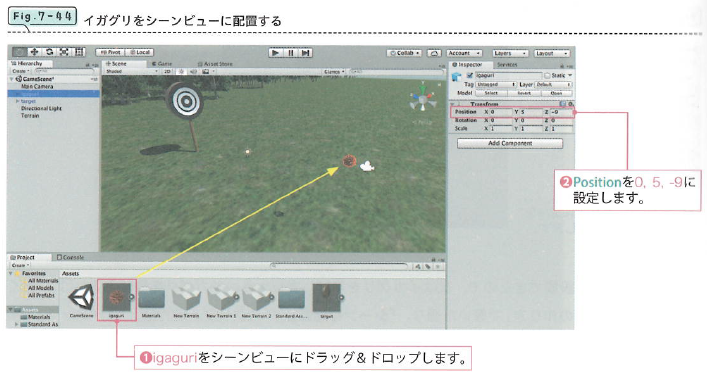 Fig.7-44 イガグリをシーンビューに配置する
Pivot Local
Collab Account Layers Layout
Hierarchy
Create
GameScene*
Main Camera
target
Directional Light
Terrain
Scene Game Asset Store
Shaded 2D Gizmos
Inspector Services
igaguri Static
Tag Untagged Layer Default
Model Select Revert Open
Transform
Position X 0 Y 5 Z -9
Rotation X 0 Y 0 Z 0
Scale X 1 Y 1 Z 1
Add Component
❷Positionを0, 5, -9に
設定します。
Project Console
Create
Favorites
All Materials
All Models
All Prefabs
Assets
Materials
Standard As
Assets
GameScene igaguri Materials New Terrain New Terrain 1 New Terrain 2 Standard Ass... target
❶igaguriをシーンビューにドラッグ＆ドロップします。